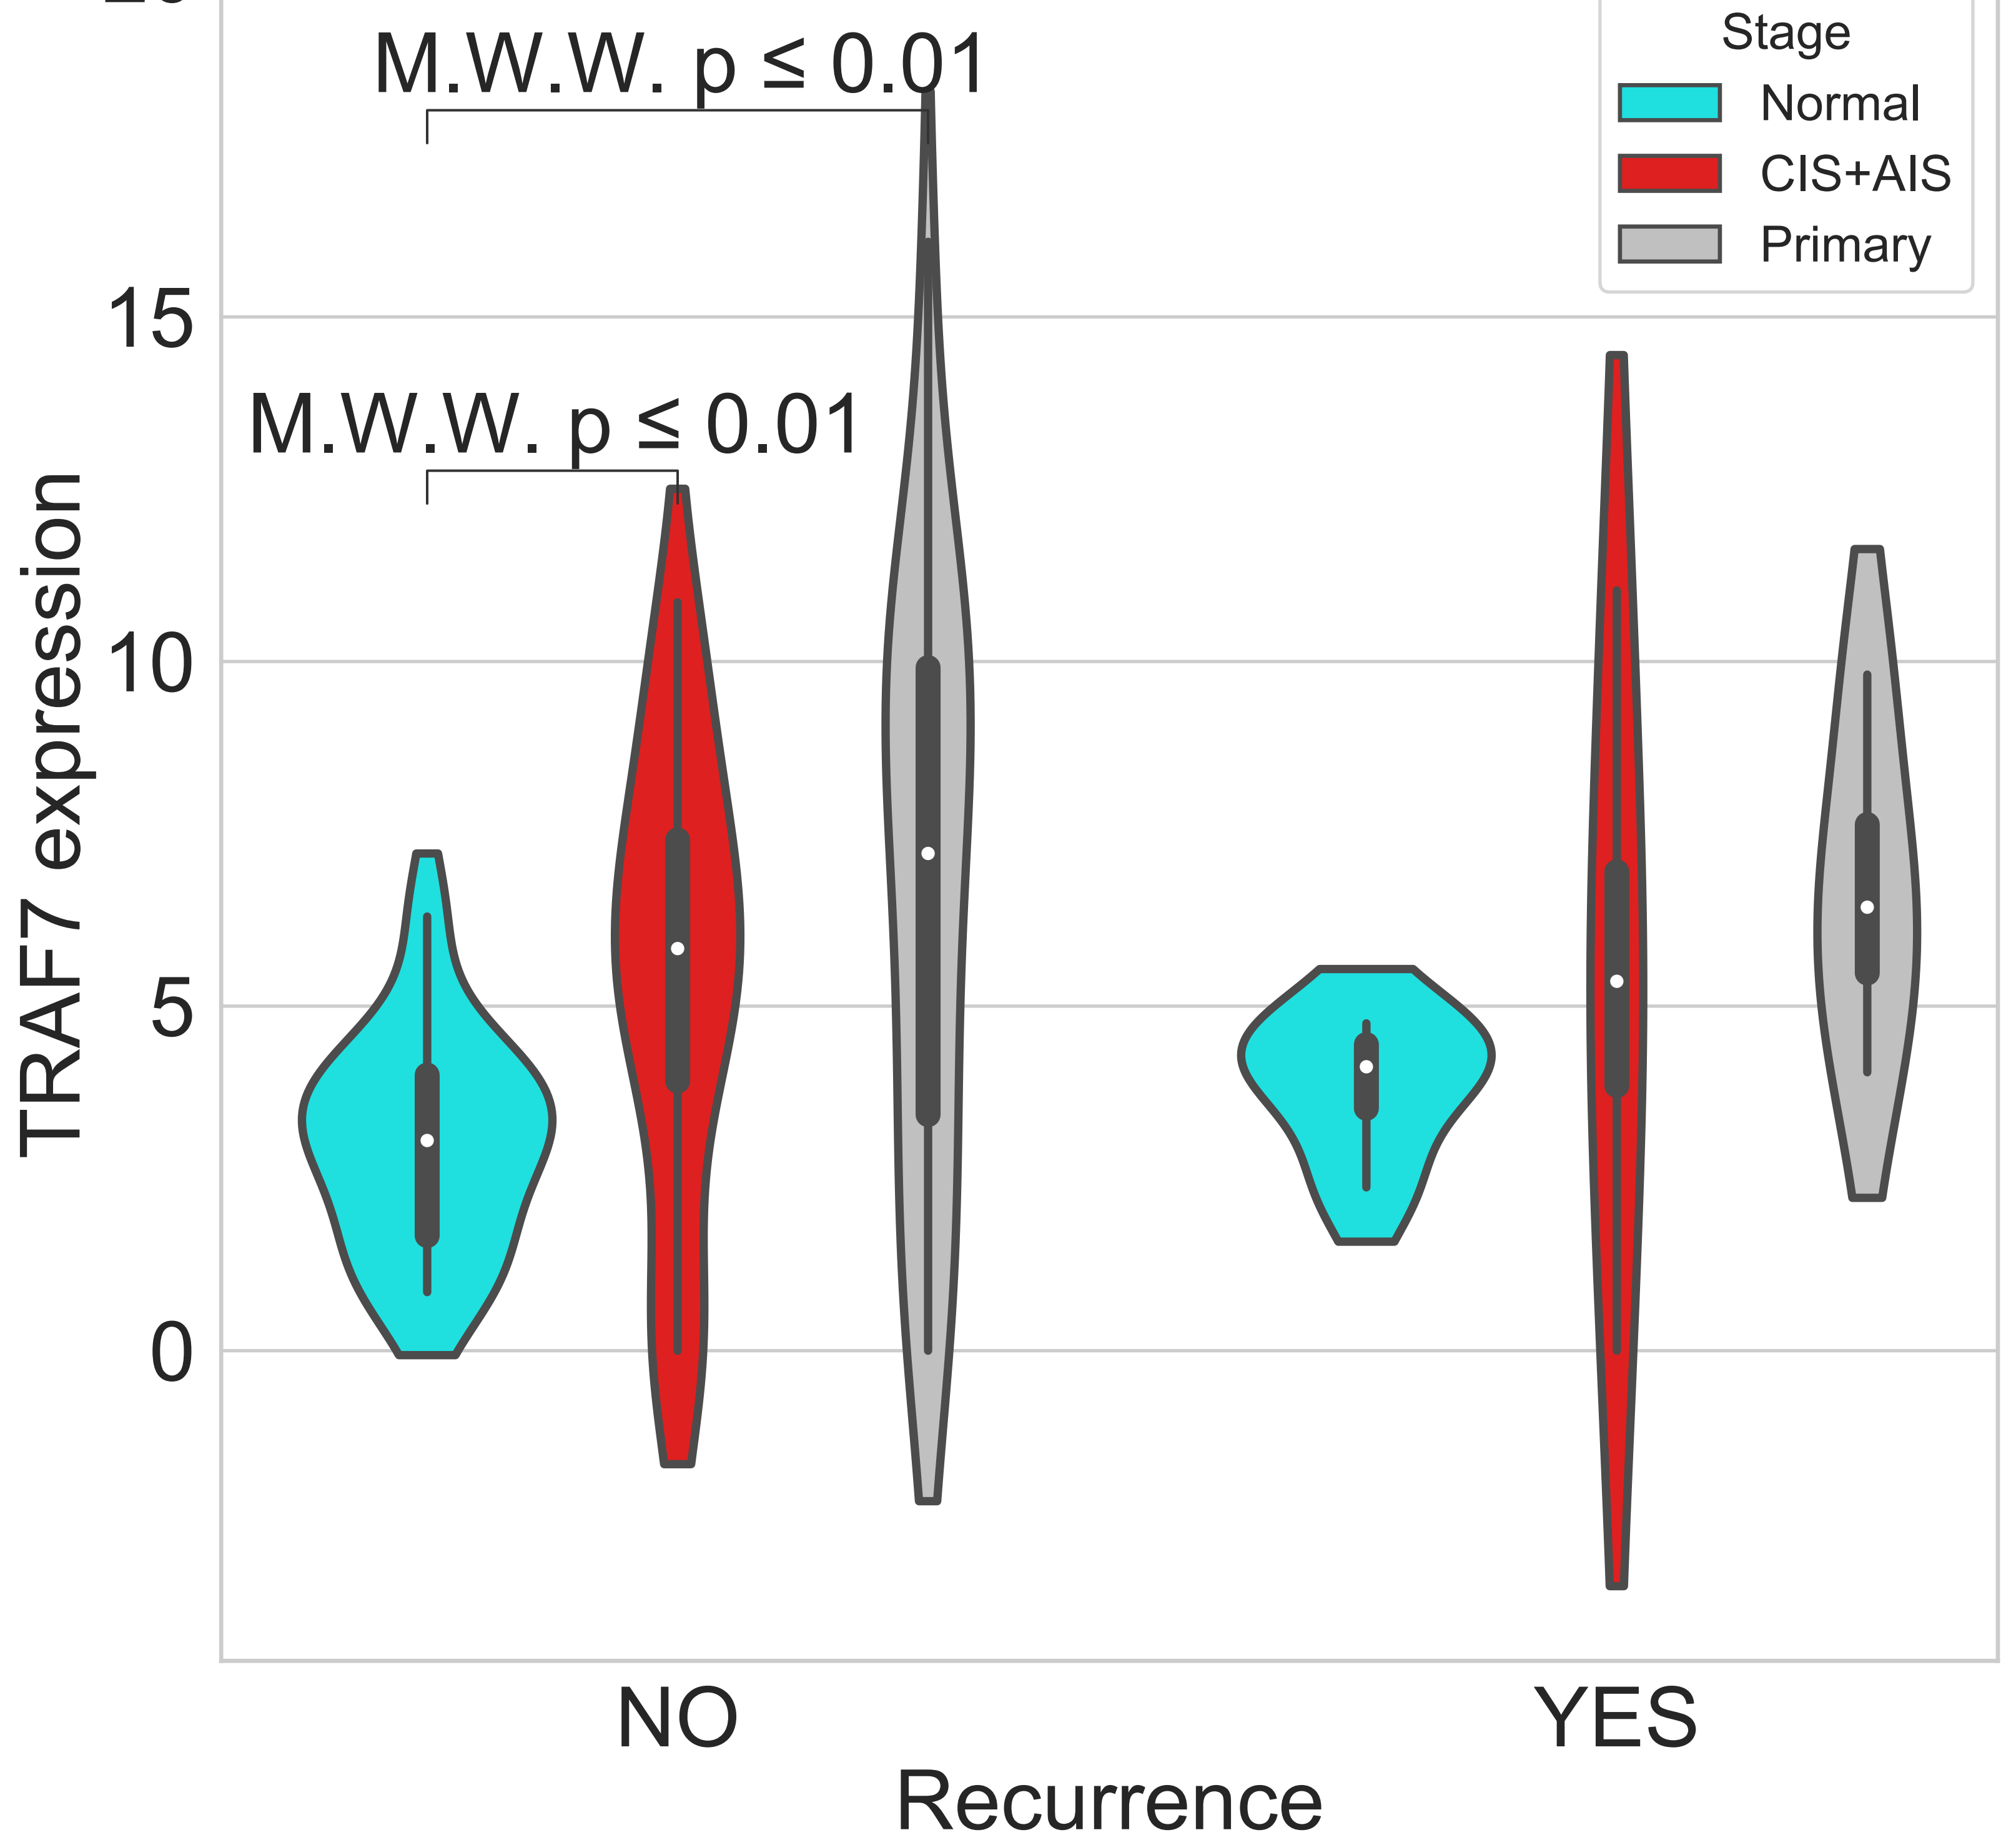 Stage
Normal
CIS+AIS
Primary
M.W.W. p ≤ 0.01
M.W.W. p ≤ 0.01
TRAF7 expression
15
10
5
0
NO
YES
Recurrence